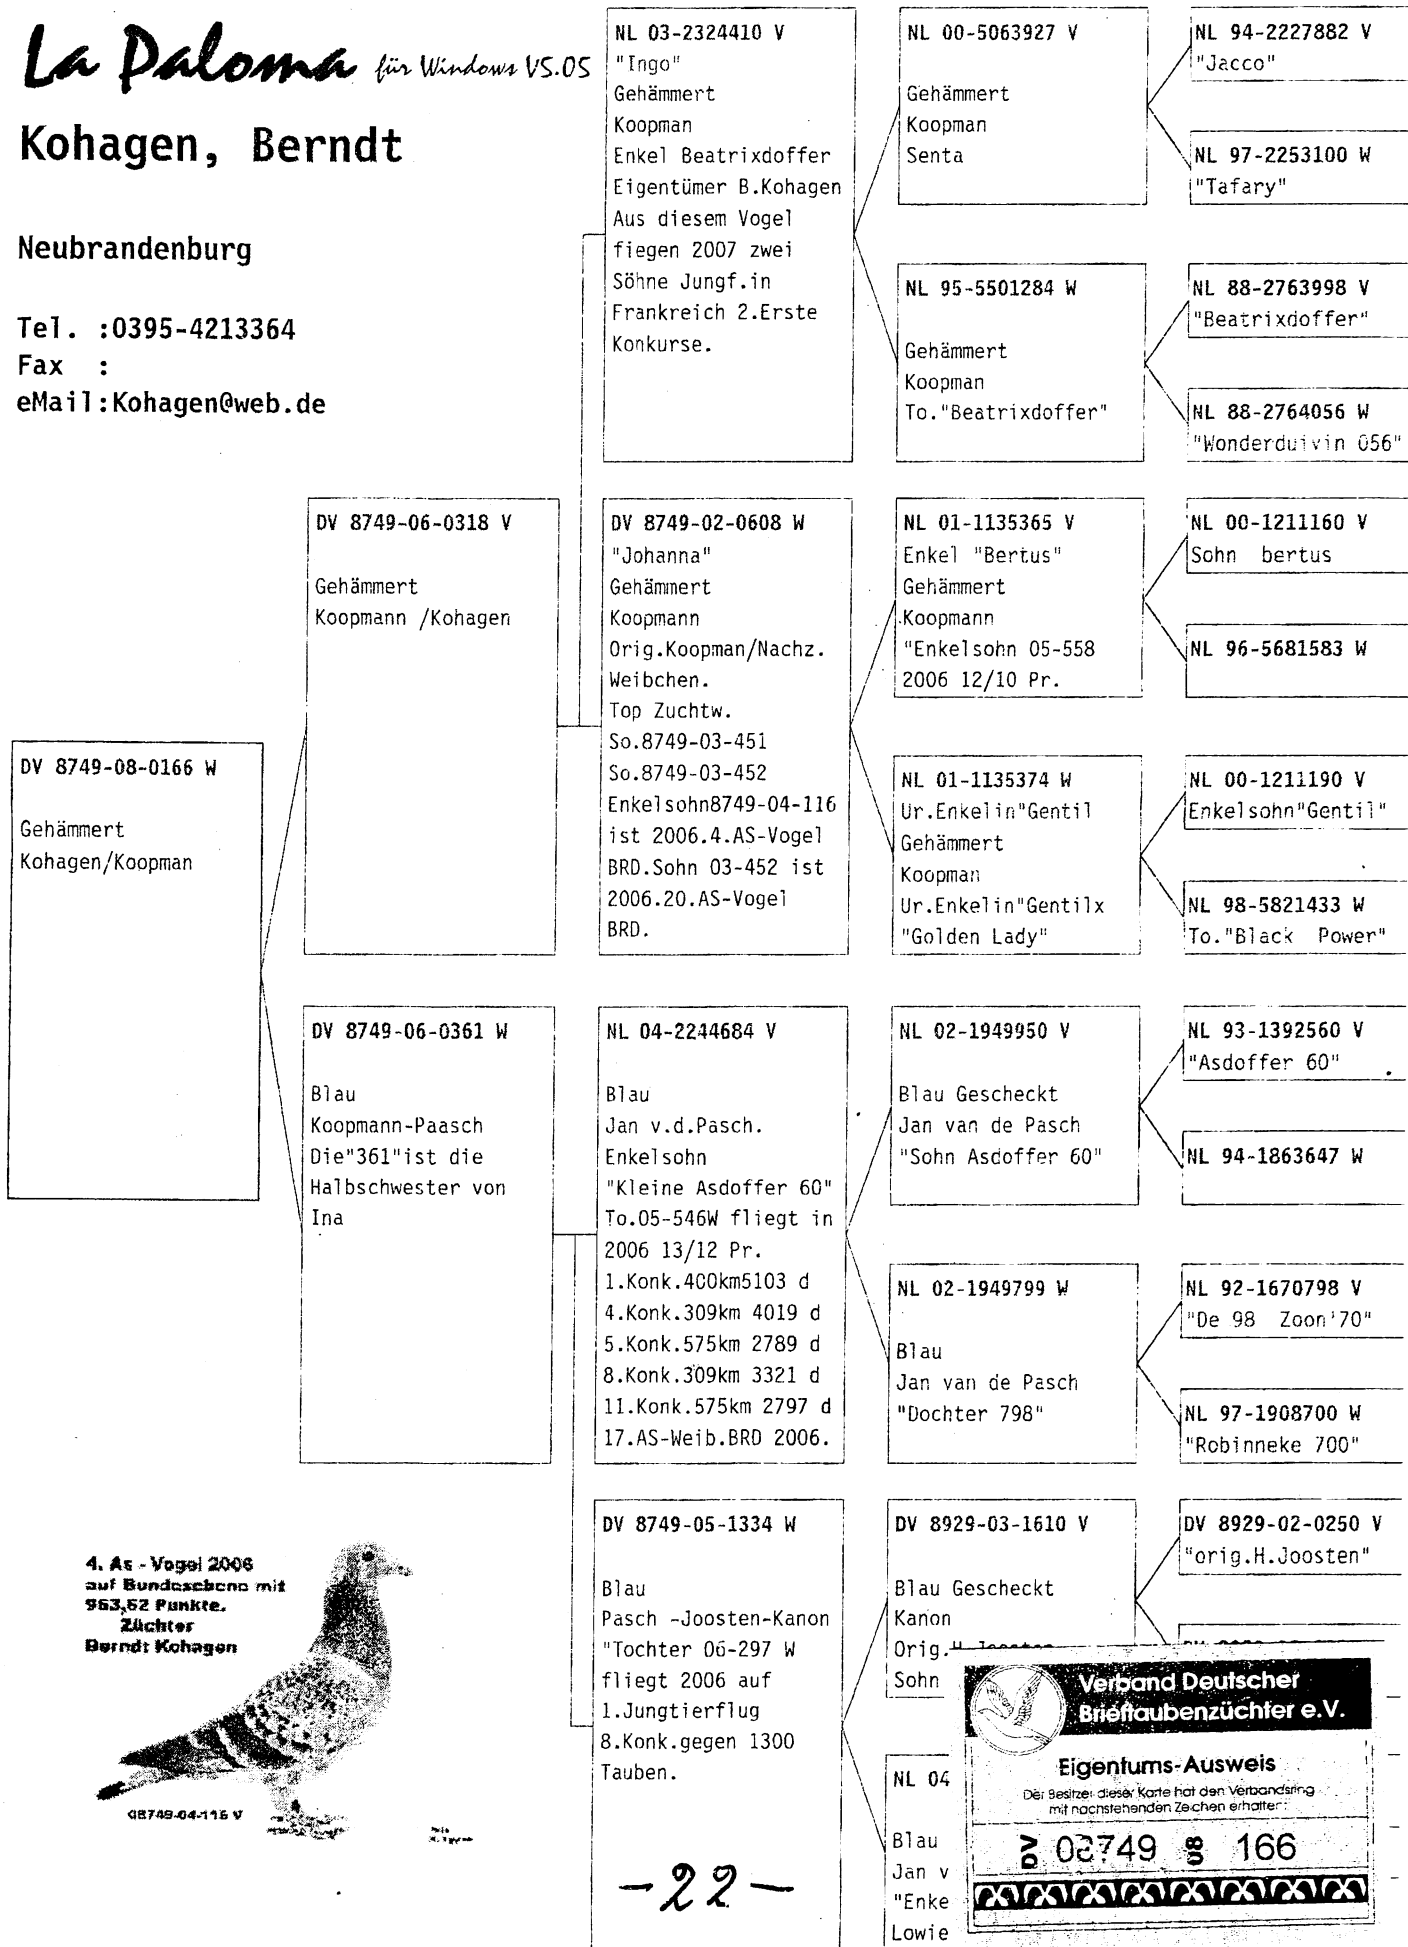 La Paloma für Windows V5.05
Kohagen, Berndt
Neubrandenburg
Tel. :0395-4213364
Fax  :
eMail:Kohagen@web.de
DV 8749-08-0166 W
Gehämmert
Kohagen/Koopman
DV 8749-06-0318 V
Gehämmert
Koopmann /Kohagen
DV 8749-06-0361 W
Blau
Koopmann-Paasch
Die"361"ist die
Halbschwester von
Ina
NL 03-2324410 V
"Ingo"
Gehämmert
Koopman
Enkel Beatrixdoffer
Eigentümer B.Kohagen
Aus diesem Vogel
fiegen 2007 zwei
Söhne Jungf.in
Frankreich 2.Erste
Konkurse.
DV 8749-02-0608 W
"Johanna"
Gehämmert
Koopmann
Orig.Koopman/Nachz.
Weibchen.
Top Zuchtw.
So.8749-03-451
So.8749-03-452
Enkelsohn8749-04-116
ist 2006.4.AS-Vogel
BRD.Sohn 03-452 ist
2006.20.AS-Vogel
BRD.
NL 04-2244684 V
Blau
Jan v.d.Pasch.
Enkelsohn
"Kleine Asdoffer 60"
To.05-546W fliegt in
2006 13/12 Pr.
1.Konk.400km5103 d
4.Konk.309km 4019 d
5.Konk.575km 2789 d
8.Konk.309km 3321 d
11.Konk.575km 2797 d
17.AS-Weib.BRD 2006.
DV 8749-05-1334 W
Blau
Pasch -Joosten-Kanon
"Tochter 06-297 W
fliegt 2006 auf
1.Jungtierflug
8.Konk.gegen 1300
Tauben.
NL 00-5063927 V
Gehämmert
Koopman
Senta
NL 95-5501284 W
Gehämmert
Koopman
To."Beatrixdoffer"
NL 01-1135365 V
Enkel "Bertus"
Gehämmert
Koopmann
"Enkelsohn 05-558
2006 12/10 Pr.
NL 01-1135374 W
Ur.Enkelin"Gentil
Gehämmert
Koopman
Ur.Enkelin"Gentilx
"Golden Lady"
NL 02-1949950 V
Blau Gescheckt
Jan van de Pasch
"Sohn Asdoffer 60"
NL 02-1949799 W
Blau
Jan van de Pasch
"Dochter 798"
DV 8929-03-1610 V
Blau Gescheckt
Kanon
Orig.H.Joosten
Sohn
NL 04
Blau
Jan v
"Enke
Lowie
NL 94-2227882 V
"Jacco"
NL 97-2253100 W
"Tafary"
NL 88-2763998 V
"Beatrixdoffer"
NL 88-2764056 W
"Wonderduivin 056"
NL 00-1211160 V
Sohn  bertus
NL 96-5681583 W
NL 00-1211190 V
Enkelsohn"Gentil"
NL 98-5821433 W
To."Black  Power"
NL 93-1392560 V
"Asdoffer 60"
NL 94-1863647 W
NL 92-1670798 V
"De 98  Zoon'70"
NL 97-1908700 W
"Robinneke 700"
DV 8929-02-0250 V
"orig.H.Joosten"
4. As - Vogel 2006
auf Bundesebene mit
963,62 Punkte.
Züchter
Berndt Kohagen
08749-04-116 V
-22-
Verband Deutscher
Brieftaubenzüchter e.V.
Eigentums-Ausweis
Der Besitzer dieser Karte hat den Verbandsring
mit nachstehenden Zeichen erhalten:
DV 08749 08 166